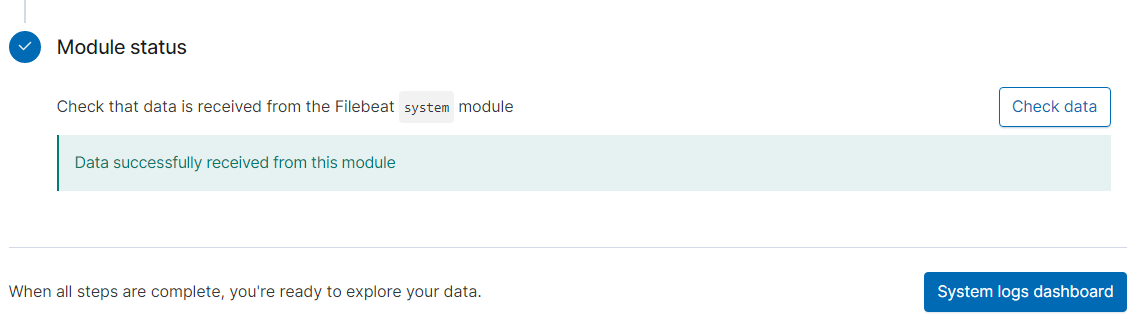 Module status
Check that data is received from the Filebeat system module
Check data
Data successfully received from this module
When all steps are complete, you're ready to explore your data.
System logs dashboard